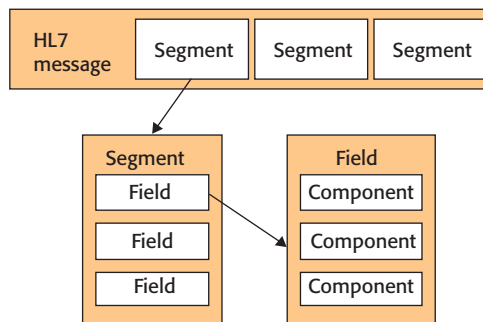 HL7
message
Segment
Segment
Segment
Segment
Field
Field
Field
Field
Component
Component
Component